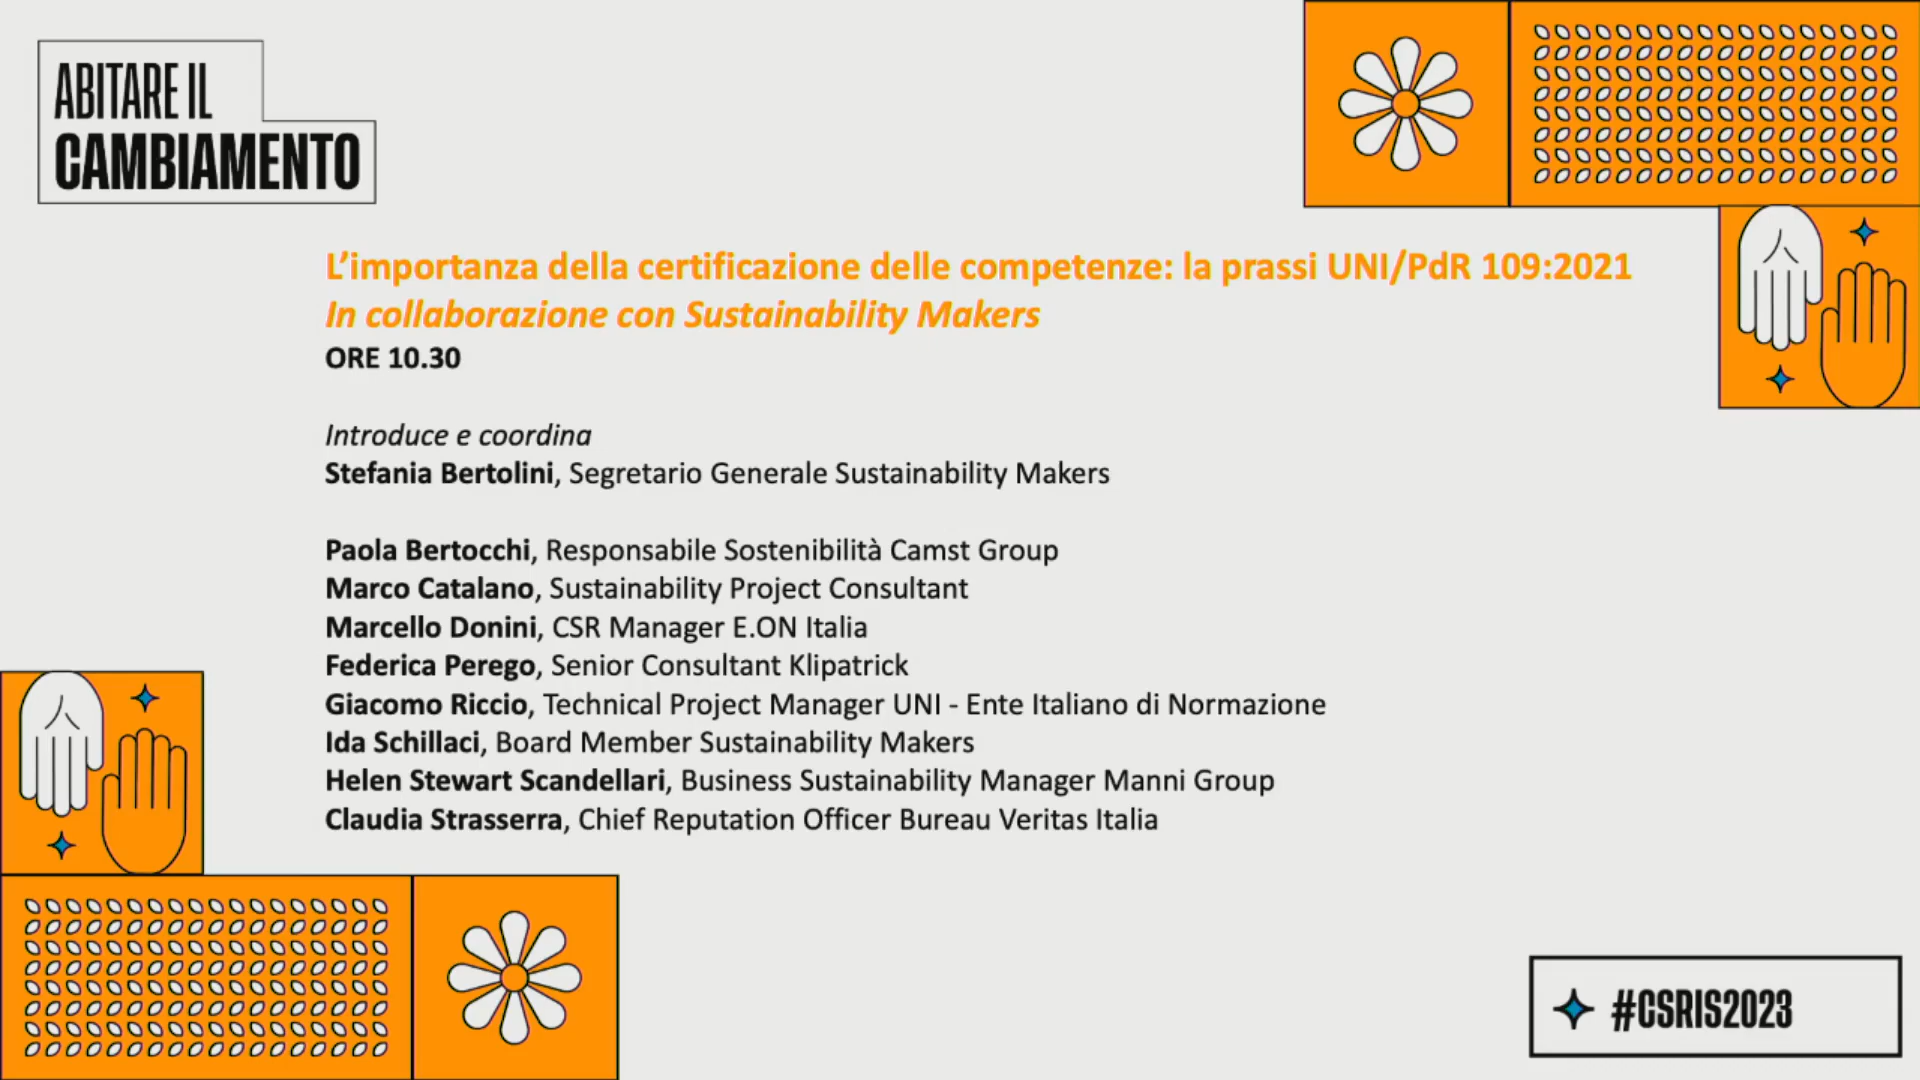 ABITARE IL
CAMBIAMENTO
L’importanza della certificazione delle competenze: la prassi UNI/PdR 109:2021
In collaborazione con Sustainability Makers
ORE 10.30
Introduce e coordina
Stefania Bertolini, Segretario Generale Sustainability Makers
Paola Bertocchi, Responsabile Sostenibilità Camst Group
Marco Catalano, Sustainability Project Consultant
Marcello Donini, CSR Manager E.ON Italia
Federica Perego, Senior Consultant Klipatrick
Giacomo Riccio, Technical Project Manager UNI - Ente Italiano di Normazione
Ida Schillaci, Board Member Sustainability Makers
Helen Stewart Scandellari, Business Sustainability Manager Manni Group
Claudia Strasserra, Chief Reputation Officer Bureau Veritas Italia
#CSRIS2023